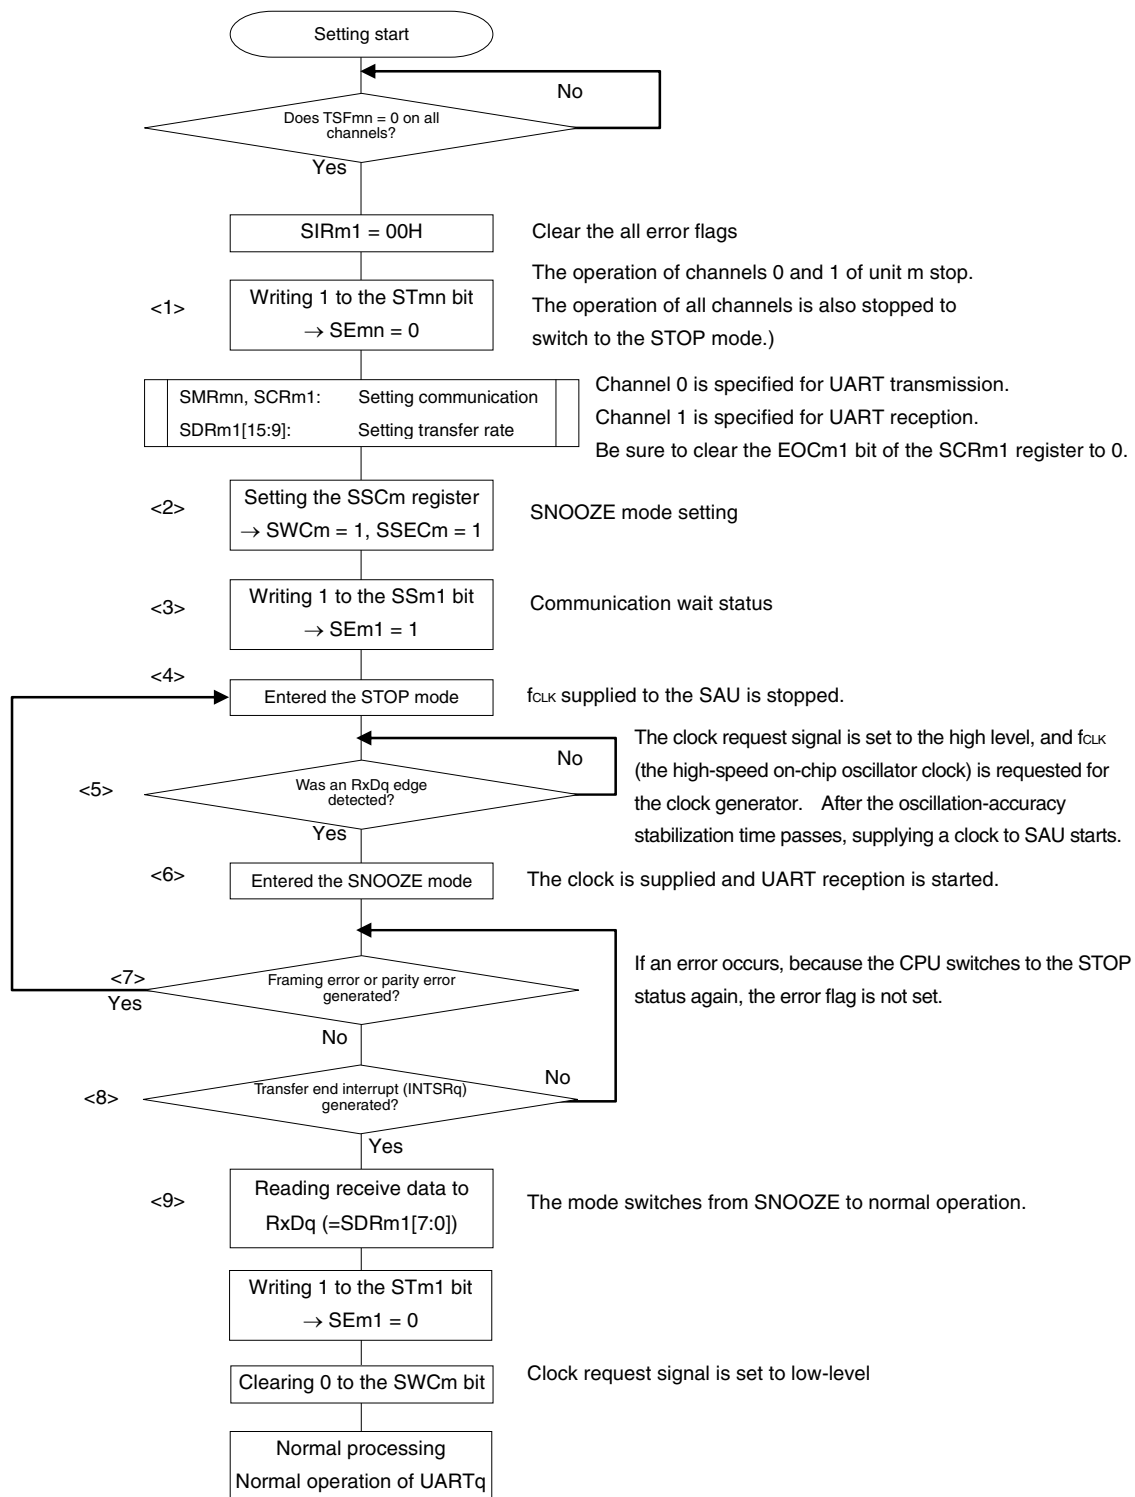 Setting start
No
Does TSFmn = 0 on all
channels?
Yes
SIRm1 = 00H
Clear the all error flags
<1>
Writing 1 to the STmn bit
→ SEmn = 0
The operation of channels 0 and 1 of unit m stop.
The operation of all channels is also stopped to
switch to the STOP mode.)
SMRmn, SCRm1: Setting communication
SDRm1[15:9]: Setting transfer rate
Channel 0 is specified for UART transmission.
Channel 1 is specified for UART reception.
Be sure to clear the EOCm1 bit of the SCRm1 register to 0.
<2>
Setting the SSCm register
→ SWCm = 1, SSECm = 1
SNOOZE mode setting
<3>
Writing 1 to the SSm1 bit
→ SEm1 = 1
Communication wait status
<4>
Entered the STOP mode
fCLK supplied to the SAU is stopped.
No
<5>
Was an RxDq edge
detected?
Yes
The clock request signal is set to the high level, and fCLK
(the high-speed on-chip oscillator clock) is requested for
the clock generator. After the oscillation-accuracy
stabilization time passes, supplying a clock to SAU starts.
<6>
Entered the SNOOZE mode
The clock is supplied and UART reception is started.
<7>
Yes
Framing error or parity error
generated?
No
If an error occurs, because the CPU switches to the STOP
status again, the error flag is not set.
<8>
Transfer end interrupt (INTSRq)
generated?
No
Yes
<9>
Reading receive data to
RxDq (=SDRm1[7:0])
The mode switches from SNOOZE to normal operation.
Writing 1 to the STm1 bit
→ SEm1 = 0
Clearing 0 to the SWCm bit
Clock request signal is set to low-level
Normal processing
Normal operation of UARTq